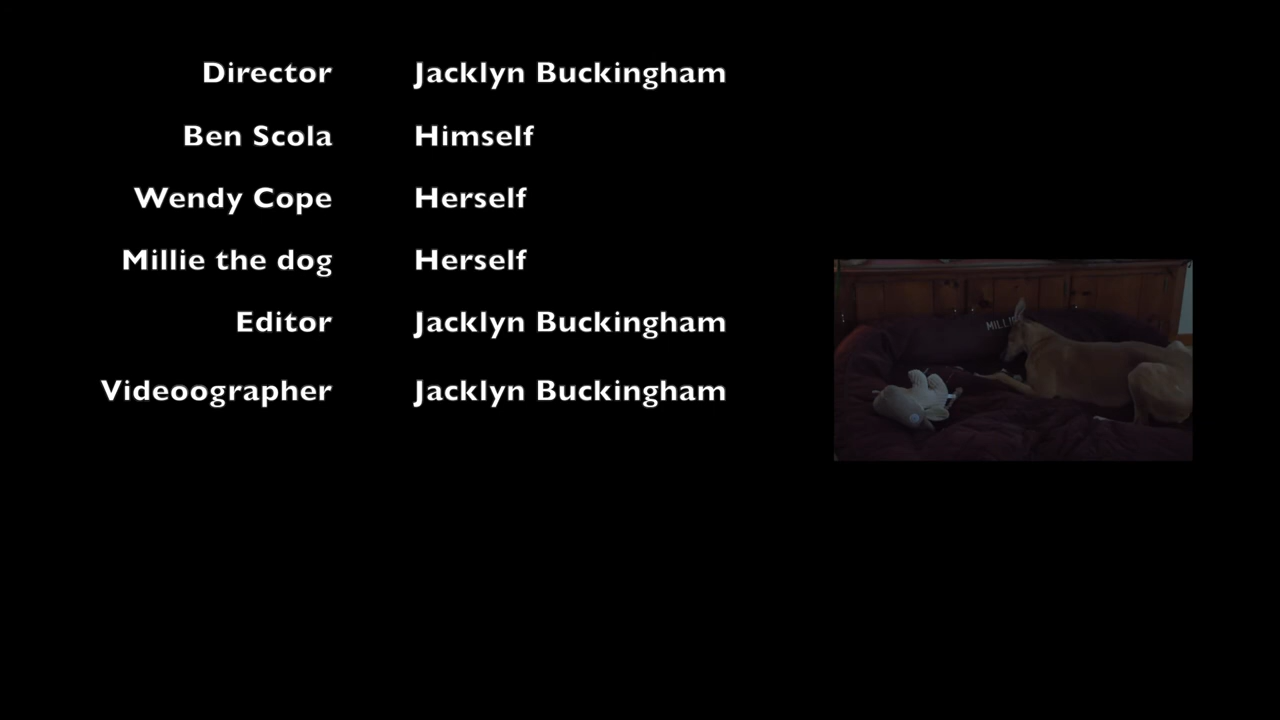 Director Jacklyn Buckingham
Ben Scola Himself
Wendy Cope Herself
Millie the dog Herself
Editor Jacklyn Buckingham
Videoographer Jacklyn Buckingham